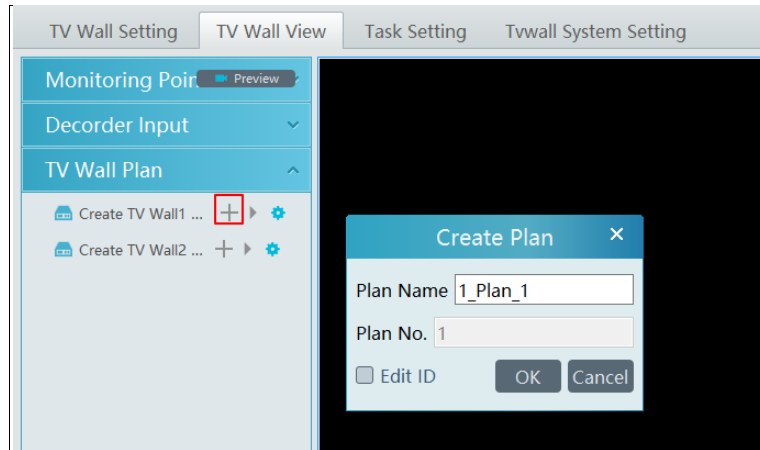 TV Wall Setting TV Wall View Task Setting Tvwall System Setting
Monitoring Poin Preview
Decorder Input
TV Wall Plan
Create TV Wall1 ...
Create TV Wall2 ...
Create Plan
Plan Name 1_Plan_1
Plan No. 1
Edit ID OK Cancel